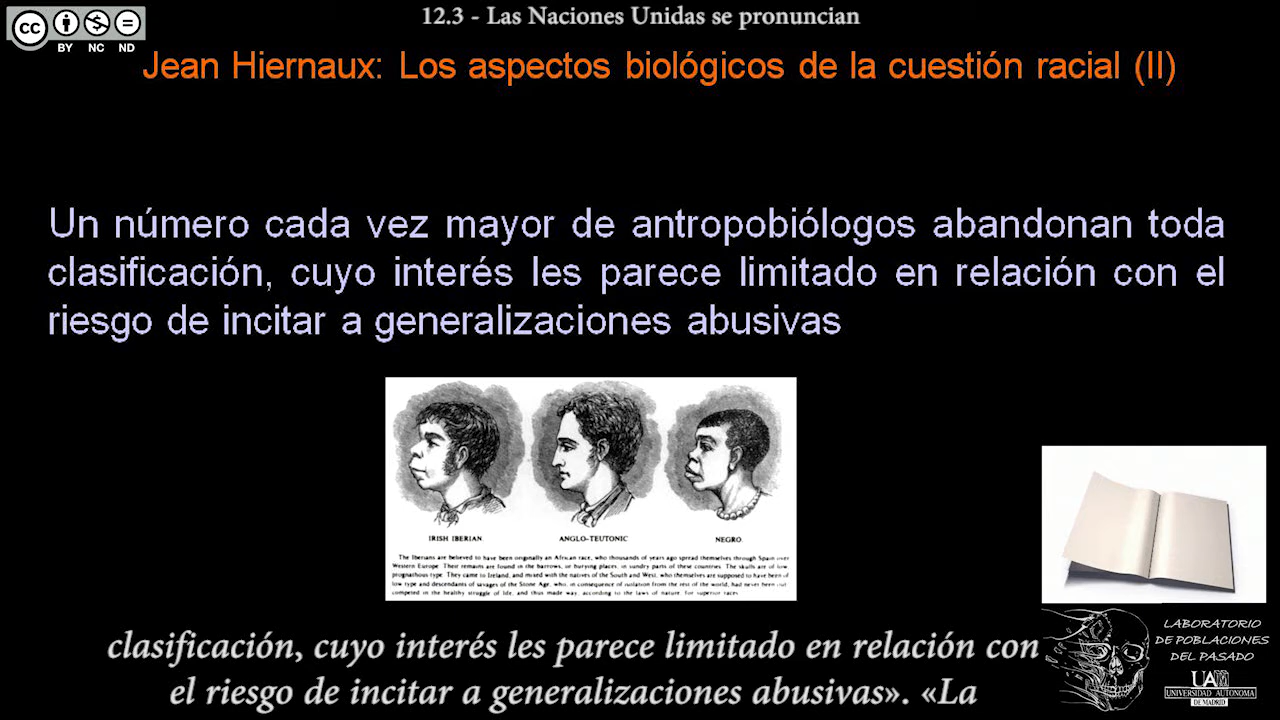 12.3 - Las Naciones Unidas se pronuncian
cc
BY NC ND
Jean Hiernaux: Los aspectos biológicos de la cuestión racial (II)
Un número cada vez mayor de antropobiólogos abandonan toda
clasificación, cuyo interés les parece limitado en relación con el
riesgo de incitar a generalizaciones abusivas
IRISH IBERIAN
ANGLO-TEUTONIC
NEGRO.
The Iberians are believed to have been originally an African race, who thousands of years ago spread themselves through Spain over
Western Europe. Their remains are found in the barrows, or burying places, in sundry parts of these countries. The skulls are of low
prognathous type. They came to Ireland, and mixed with the natives of the South and West, who themselves are supposed to have been of
low type and descendants of savages of the Stone Age, who, in consequence of isolation from the rest of the world, had never been out-
competed in the healthy struggle of life, and thus made way, according to the laws of nature, for superior races
clasificación, cuyo interés les parece limitado en relación con
el riesgo de incitar a generalizaciones abusivas». «La
LABORATORIO
DE POBLACIONES
DEL PASADO
UAM
UNIVERSIDAD AUTONOMA
DE MADRID